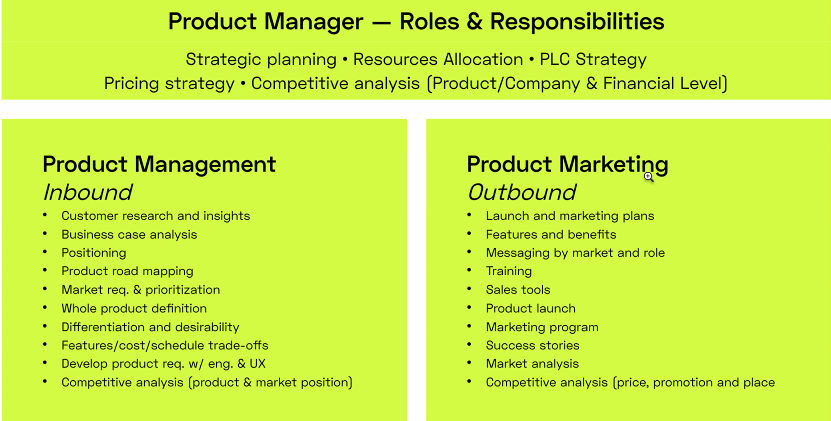 Product Manager — Roles & Responsibilities
Strategic planning • Resources Allocation • PLC Strategy
Pricing strategy • Competitive analysis (Product/Company & Financial Level)
Product Management
Inbound
• Customer research and insights
• Business case analysis
• Positioning
• Product road mapping
• Market req. & prioritization
• Whole product definition
• Differentiation and desirability
• Features/cost/schedule trade-offs
• Develop product req. w/ eng. & UX
• Competitive analysis (product & market position)
Product Marketing
Outbound
• Launch and marketing plans
• Features and benefits
• Messaging by market and role
• Training
• Sales tools
• Product launch
• Marketing program
• Success stories
• Market analysis
• Competitive analysis (price, promotion and place